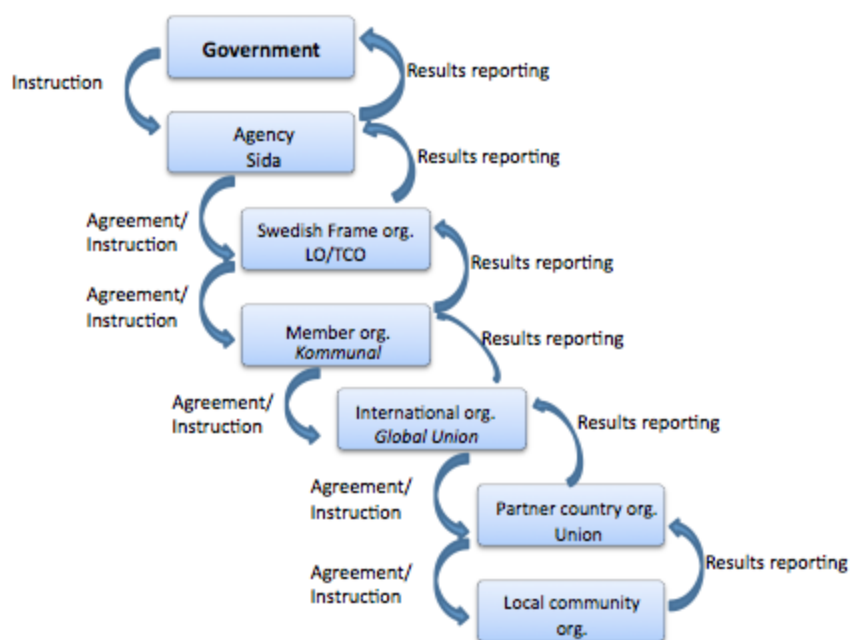 Government
Instruction
Results reporting
Agency
Sida
Results reporting
Agreement/
Instruction
Swedish Frame org.
LO/TCO
Results reporting
Agreement/
Instruction
Member org.
Kommunal
Results reporting
Agreement/
Instruction
International org.
Global Union
Results reporting
Agreement/
Instruction
Partner country org.
Union
Results reporting
Agreement/
Instruction
Local community
org.